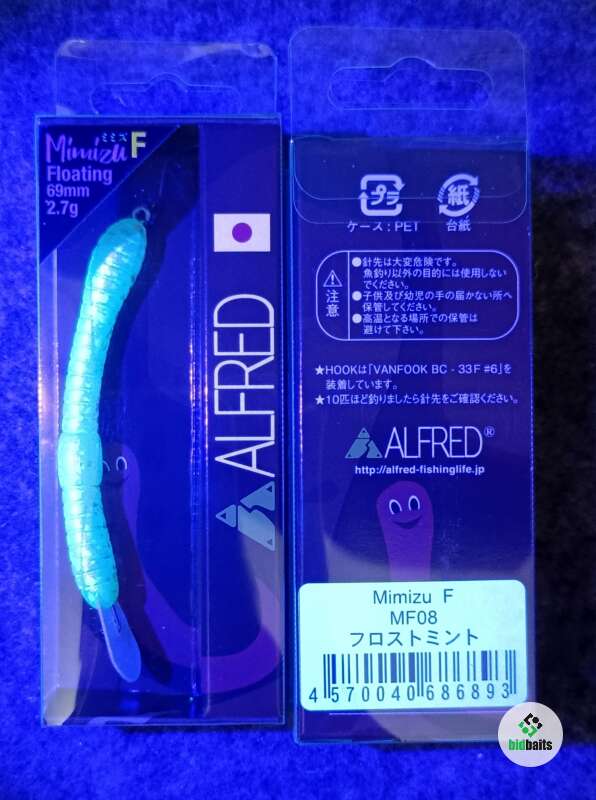 ミミズ
Mimizu F
Floating
69mm
2.7g
ALFRED
プラ
紙
ケース:PET
台紙
注意
●針先は大変危険です。
魚釣り以外の目的には使用しない
でください。
●子供及び幼児の手の届かない所へ
保管してください。
●高温となる場所での保管は
避けて下さい。
★HOOKは「VANFOOK BC - 33F #6」を
装着しています。
★10匹ほど釣りましたら針先をご確認ください。
ALFRED®
http://alfred-fishinglife.jp
Mimizu F
MF08
フロストミント
4 570040 686893
bidbaits